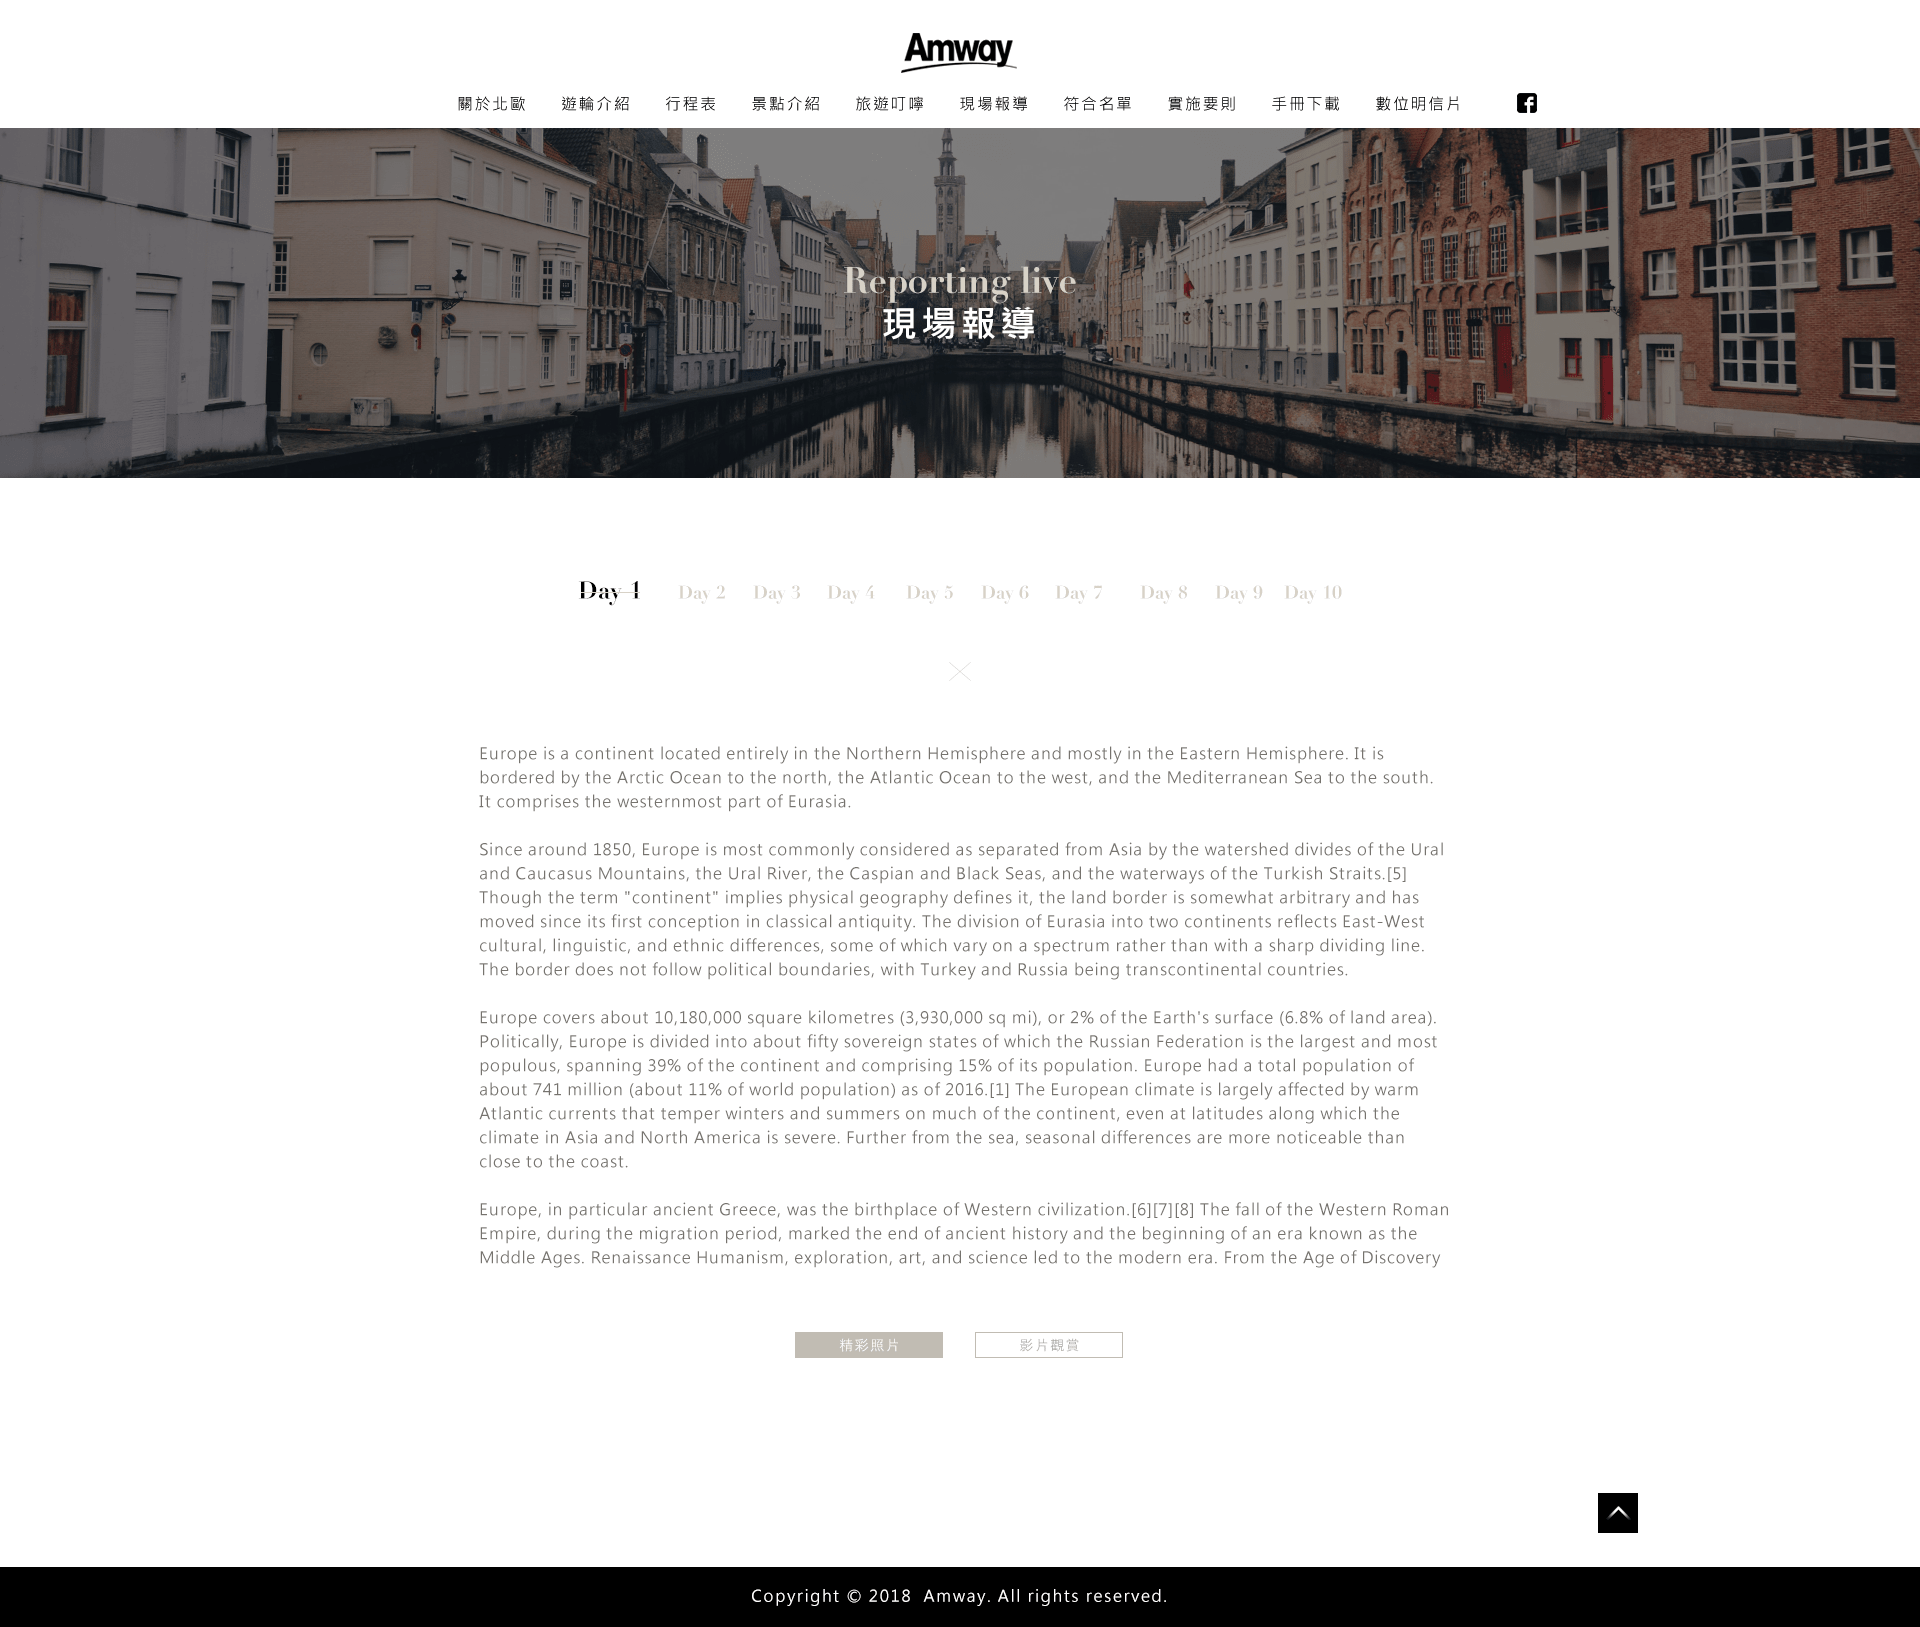 Amway
關於北歐 遊輪介紹 行程表 景點介紹 旅遊叮嚀 現場報導 符合名單 實施要則 手冊下載 數位明信片
Reporting live
現場報導
Day 1 Day 2 Day 3 Day 4 Day 5 Day 6 Day 7 Day 8 Day 9 Day 10
Europe is a continent located entirely in the Northern Hemisphere and mostly in the Eastern Hemisphere. It is
bordered by the Arctic Ocean to the north, the Atlantic Ocean to the west, and the Mediterranean Sea to the south.
It comprises the westernmost part of Eurasia.
Since around 1850, Europe is most commonly considered as separated from Asia by the watershed divides of the Ural
and Caucasus Mountains, the Ural River, the Caspian and Black Seas, and the waterways of the Turkish Straits.[5]
Though the term "continent" implies physical geography defines it, the land border is somewhat arbitrary and has
moved since its first conception in classical antiquity. The division of Eurasia into two continents reflects East-West
cultural, linguistic, and ethnic differences, some of which vary on a spectrum rather than with a sharp dividing line.
The border does not follow political boundaries, with Turkey and Russia being transcontinental countries.
Europe covers about 10,180,000 square kilometres (3,930,000 sq mi), or 2% of the Earth's surface (6.8% of land area).
Politically, Europe is divided into about fifty sovereign states of which the Russian Federation is the largest and most
populous, spanning 39% of the continent and comprising 15% of its population. Europe had a total population of
about 741 million (about 11% of world population) as of 2016.[1] The European climate is largely affected by warm
Atlantic currents that temper winters and summers on much of the continent, even at latitudes along which the
climate in Asia and North America is severe. Further from the sea, seasonal differences are more noticeable than
close to the coast.
Europe, in particular ancient Greece, was the birthplace of Western civilization.[6][7][8] The fall of the Western Roman
Empire, during the migration period, marked the end of ancient history and the beginning of an era known as the
Middle Ages. Renaissance Humanism, exploration, art, and science led to the modern era. From the Age of Discovery
精彩照片 影片觀賞
Copyright © 2018 Amway. All rights reserved.